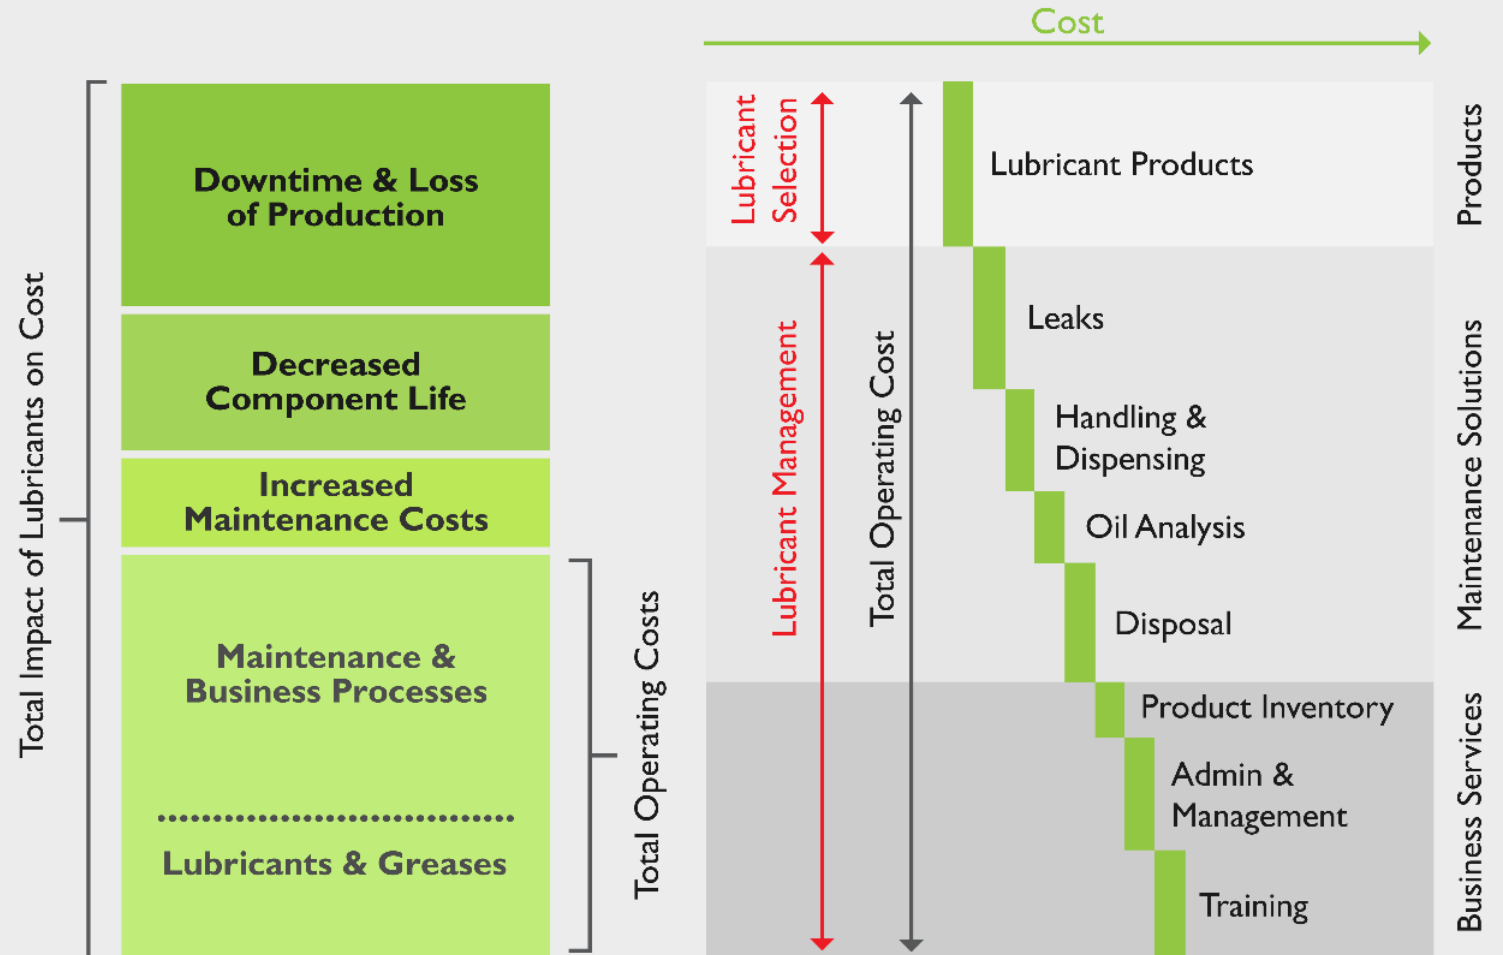 Cost
Total Impact of Lubricants on Cost
Downtime & Loss
of Production
Decreased
Component Life
Increased
Maintenance Costs
Maintenance &
Business Processes
Lubricants & Greases
Total Operating Costs
Lubricant
Selection
Lubricant Management
Total Operating Cost
Lubricant Products
Leaks
Handling &
Dispensing
Oil Analysis
Disposal
Product Inventory
Admin &
Management
Training
Products
Maintenance Solutions
Business Services